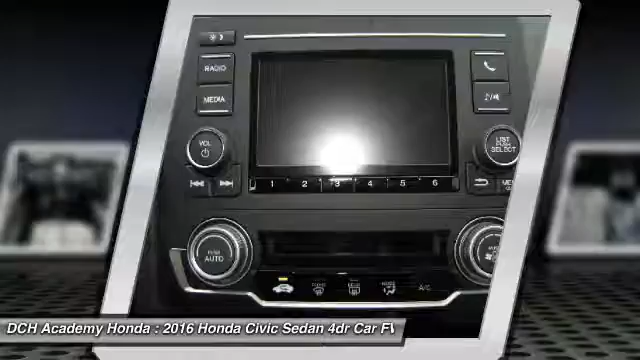 RADIO
MEDIA
VOL
LIST
PUSH
SELECT
1 2 3 4 5 6
AUTO
A/C
DCH Academy Honda : 2016 Honda Civic Sedan 4dr Car F